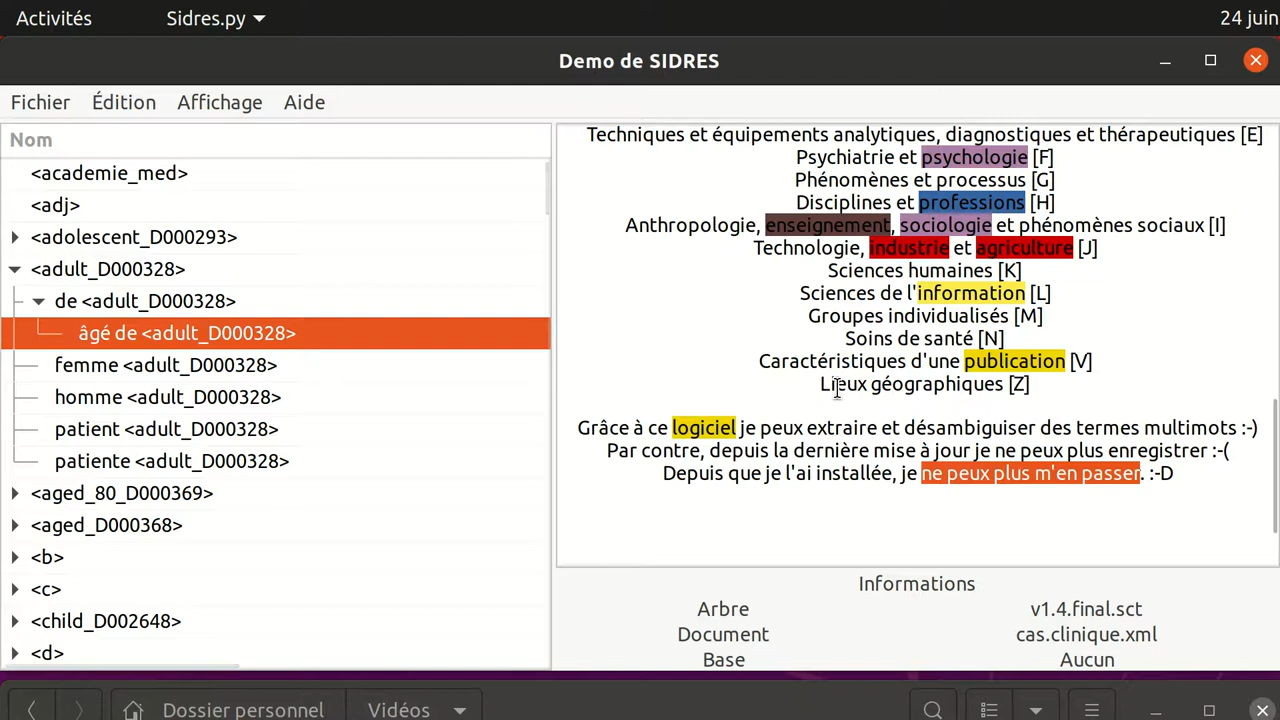 Activités
Sidres.py
24 juin
Demo de SIDRES
Fichier
Édition
Affichage
Aide
Nom
<academie_med>
<adj>
<adolescent_D000293>
<adult_D000328>
de <adult_D000328>
âgé de <adult_D000328>
femme <adult_D000328>
homme <adult_D000328>
patient <adult_D000328>
patiente <adult_D000328>
<aged_80_D000369>
<aged_D000368>
<b>
<c>
<child_D002648>
<d>
Techniques et équipements analytiques, diagnostiques et thérapeutiques [E]
Psychiatrie et psychologie [F]
Phénomènes et processus [G]
Disciplines et professions [H]
Anthropologie, enseignement, sociologie et phénomènes sociaux [I]
Technologie, industrie et agriculture [J]
Sciences humaines [K]
Sciences de l'information [L]
Groupes individualisés [M]
Soins de santé [N]
Caractéristiques d'une publication [V]
Lieux géographiques [Z]
Grâce à ce logiciel je peux extraire et désambiguiser des termes multimots :-)
Par contre, depuis la dernière mise à jour je ne peux plus enregistrer :-(
Depuis que je l'ai installée, je ne peux plus m'en passer. :-D
Informations
Arbre v1.4.final.sct
Document cas.clinique.xml
Base Aucun
Dossier personnel
Vidéos